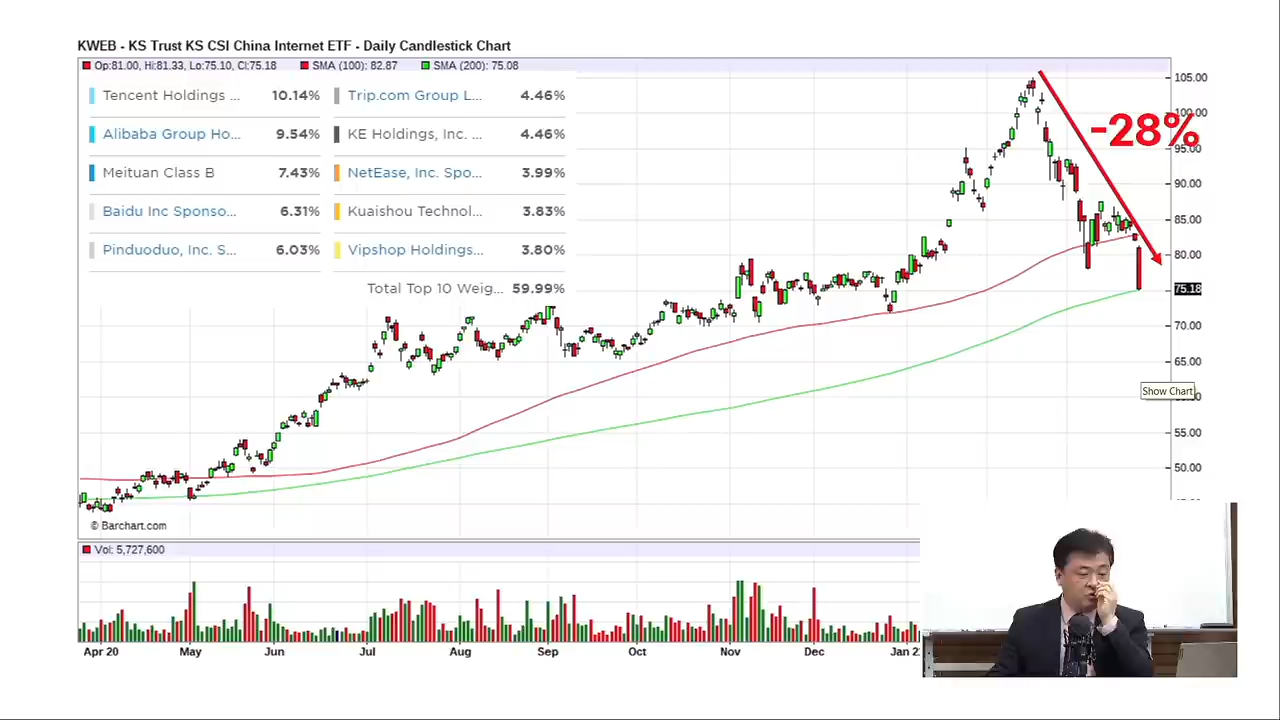 KWEB - KS Trust KS CSI China Internet ETF - Daily Candlestick Chart
Op:81.00, Hi:81.33, Lo:75.10, Cl:75.18 SMA (100): 82.87 SMA (200): 75.08
Tencent Holdings ... 10.14% Trip.com Group L... 4.46%
Alibaba Group Ho... 9.54% KE Holdings, Inc. ... 4.46%
Meituan Class B 7.43% NetEase, Inc. Spo... 3.99%
Baidu Inc Sponso... 6.31% Kuaishou Technol... 3.83%
Pinduoduo, Inc. S... 6.03% Vipshop Holdings... 3.80%
Total Top 10 Weig... 59.99%
-28%
105.00
100.00
95.00
90.00
85.00
80.00
75.18
70.00
65.00
Show Chart
55.00
50.00
© Barchart.com
Vol: 5,727,600
Apr 20 May Jun Jul Aug Sep Oct Nov Dec Jan 2